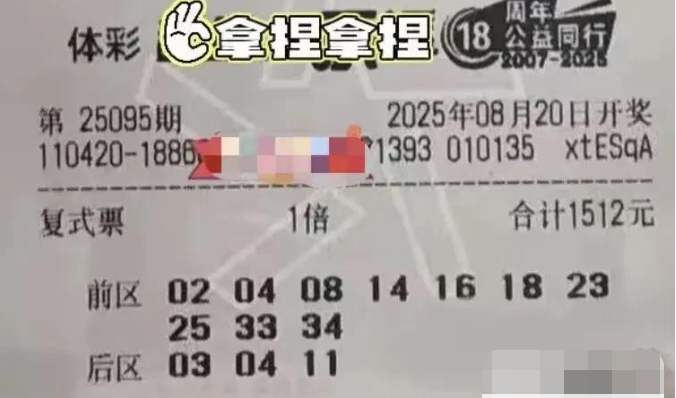 体彩
拿捏拿捏
18
周年
公益同行
2007-2025
第 25095期
2025年08月20日开奖
110420-1886
1393 010135 xtESqA
复式票 1倍 合计1512元
前区 02 04 08 14 16 18 23
25 33 34
后区 03 04 11